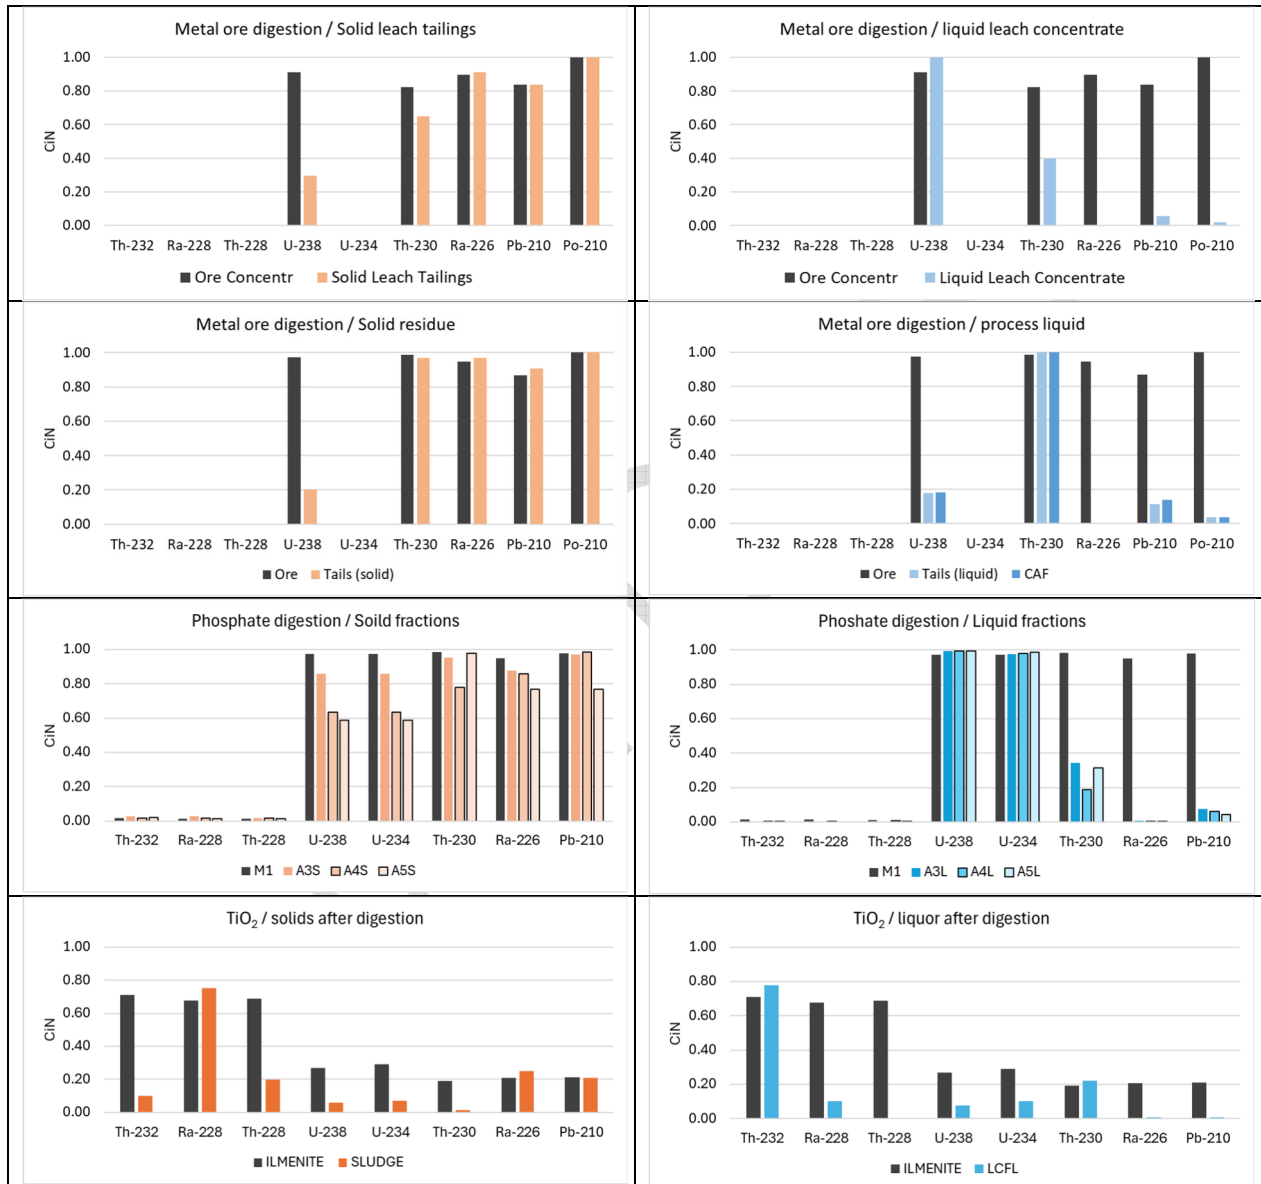 Metal ore digestion / Solid leach tailings
1.00
0.80
0.60
0.40
0.20
0.00
CiN
Th-232 Ra-228 Th-228 U-238 U-234 Th-230 Ra-226 Pb-210 Po-210
Ore Concentr Solid Leach Tailings
Metal ore digestion / liquid leach concentrate
1.00
0.80
0.60
0.40
0.20
0.00
CiN
Th-232 Ra-228 Th-228 U-238 U-234 Th-230 Ra-226 Pb-210 Po-210
Ore Concentr Liquid Leach Concentrate
Metal ore digestion / Solid residue
1.00
0.80
0.60
0.40
0.20
0.00
CiN
Th-232 Ra-228 Th-228 U-238 U-234 Th-230 Ra-226 Pb-210 Po-210
Ore Tails (solid)
Metal ore digestion / process liquid
1.00
0.80
0.60
0.40
0.20
0.00
CiN
Th-232 Ra-228 Th-228 U-238 U-234 Th-230 Ra-226 Pb-210 Po-210
Ore Tails (liquid) CAF
Phosphate digestion / Soild fractions
1.00
0.80
0.60
0.40
0.20
0.00
CiN
Th-232 Ra-228 Th-228 U-238 U-234 Th-230 Ra-226 Pb-210
M1 A3S A4S A5S
Phoshate digestion / Liquid fractions
1.00
0.80
0.60
0.40
0.20
0.00
CiN
Th-232 Ra-228 Th-228 U-238 U-234 Th-230 Ra-226 Pb-210
M1 A3L A4L A5L
TiO₂ / solids after digestion
1.00
0.80
0.60
0.40
0.20
0.00
CiN
Th-232 Ra-228 Th-228 U-238 U-234 Th-230 Ra-226 Pb-210
ILMENITE SLUDGE
TiO₂ / liquor after digestion
1.00
0.80
0.60
0.40
0.20
0.00
CiN
Th-232 Ra-228 Th-228 U-238 U-234 Th-230 Ra-226 Pb-210
ILMENITE LCFL